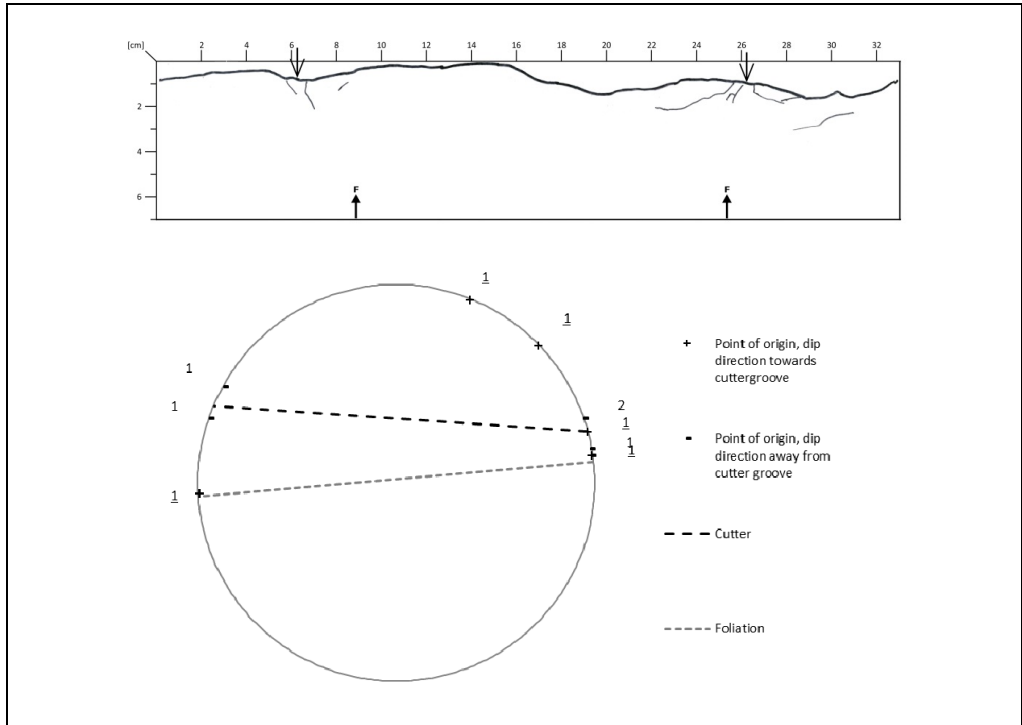 [cm] 2 4 6 8 10 12 14 16 18 20 22 24 26 28 30 32
2
4
6
F F
1
1
1
1
2
1
1
1
1
Point of origin, dip
direction towards
cuttergroove
Point of origin, dip
direction away from
cutter groove
Cutter
Foliation